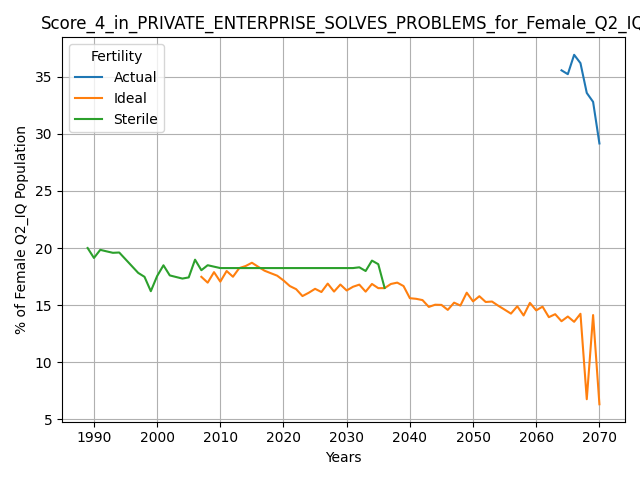 Score_4_in_PRIVATE_ENTERPRISE_SOLVES_PROBLEMS_for_Female_Q2_IQ
Fertility
Actual
Ideal
Sterile
% of Female Q2_IQ Population
35
30
25
20
15
10
5
1990 2000 2010 2020 2030 2040 2050 2060 2070
Years